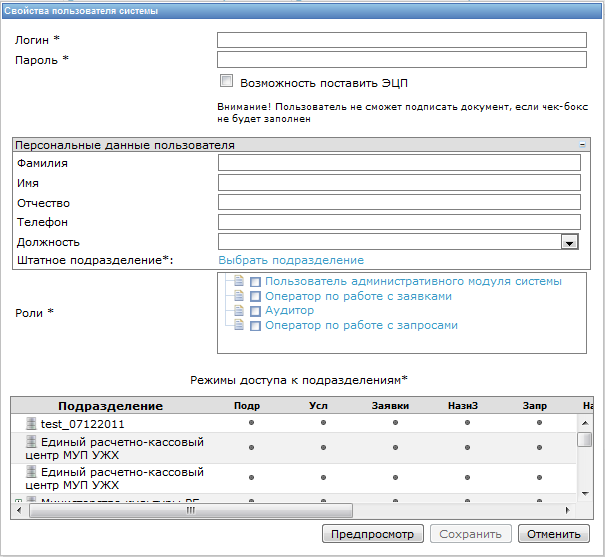 Свойства пользователя системы
Логин *
Пароль *
Возможность поставить ЭЦП
Внимание! Пользователь не сможет подписать документ, если чек-бокс
не будет заполнен
Персональные данные пользователя
Фамилия
Имя
Отчество
Телефон
Должность
Штатное подразделение*: Выбрать подразделение
Роли *
Пользователь административного модуля системы
Оператор по работе с заявками
Аудитор
Оператор по работе с запросами
Режимы доступа к подразделениям*
Подразделение Подр Усл Заявки НазнЗ Запр На
test_07122011
Единый расчетно-кассовый
центр МУП УЖХ
Единый расчетно-кассовый
центр МУП УЖХ
Министерство культуры РБ
Предпросмотр Сохранить Отменить